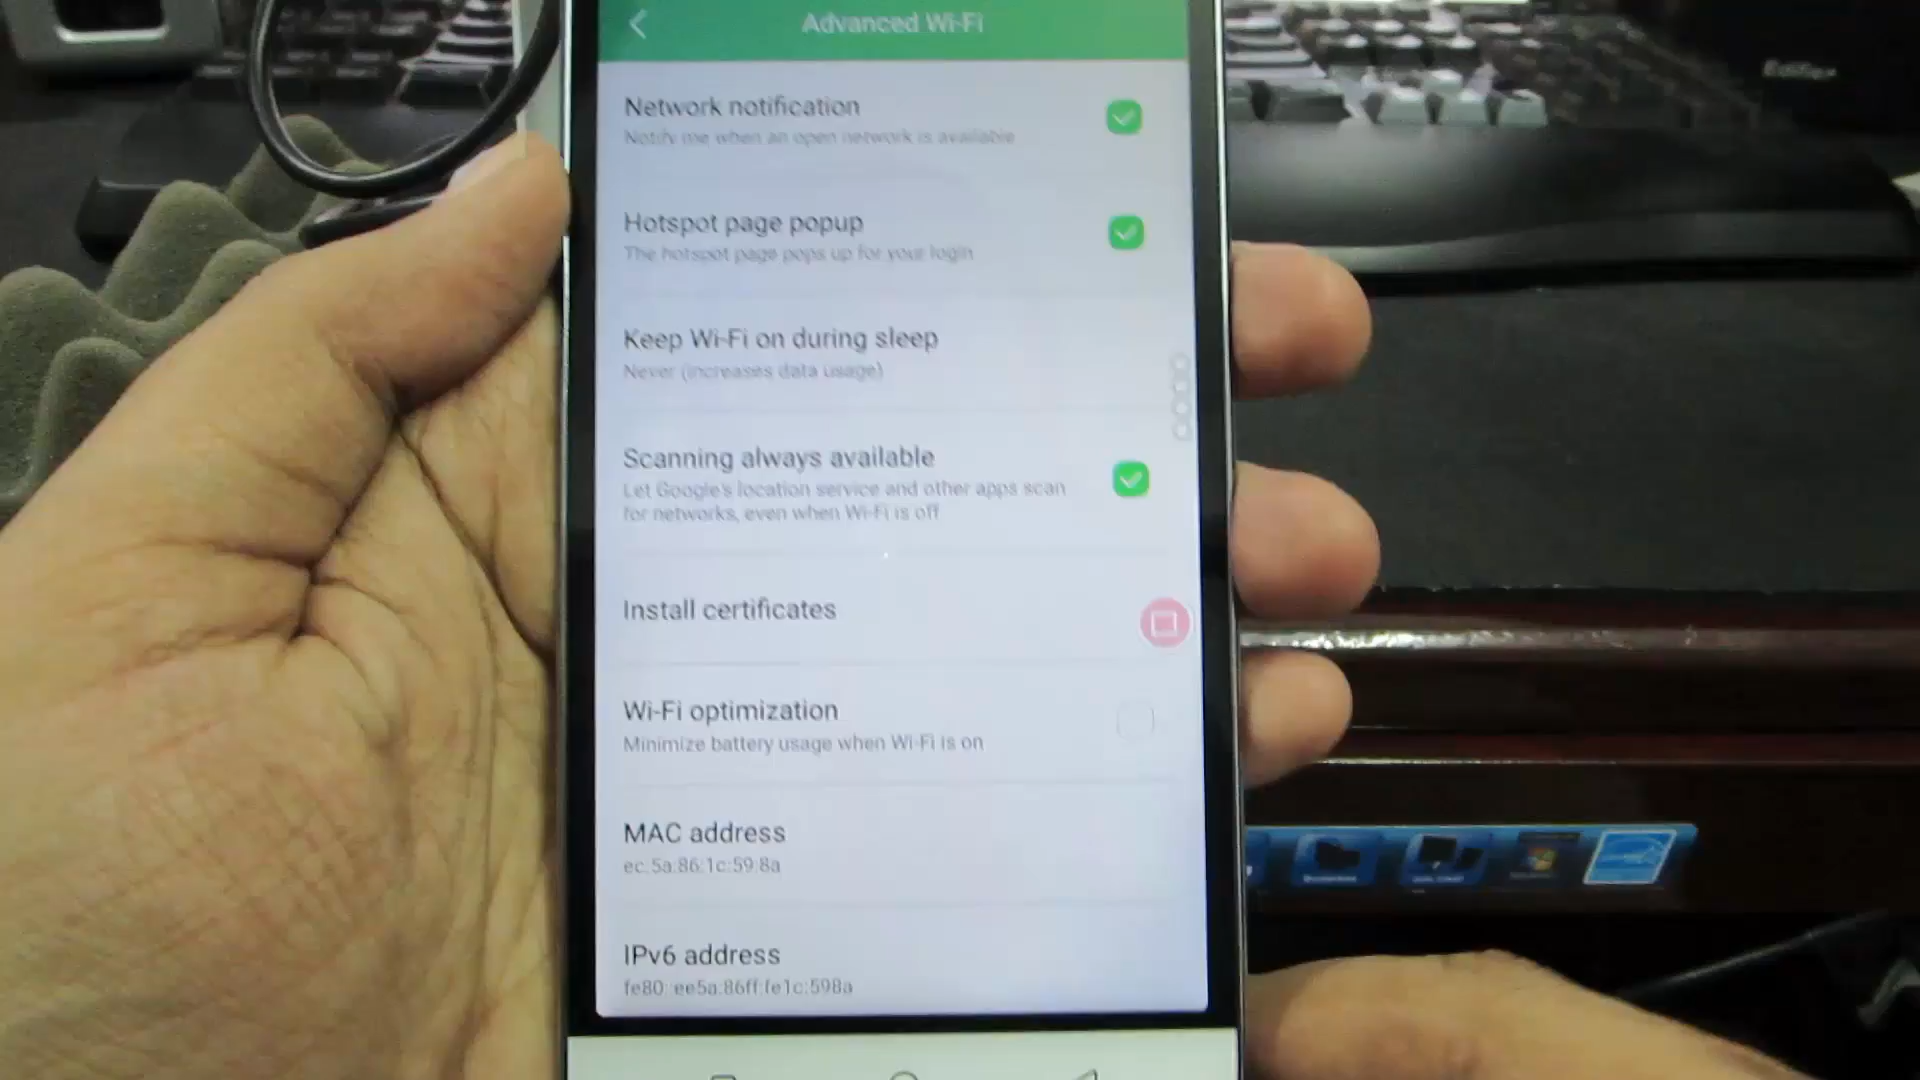 Advanced Wi-Fi
Edifier
Network notification
Notify me when an open network is available
Hotspot page popup
The hotspot page pops up for your login
Keep Wi-Fi on during sleep
Never (increases data usage)
Scanning always available
Let Google's location service and other apps scan
for networks, even when Wi-Fi is off
Install certificates
Wi-Fi optimization
Minimize battery usage when Wi-Fi is on
MAC address
ec:5a:86:1c:59:8a
IPv6 address
fe80::ee5a:86ff:fe1c:598a